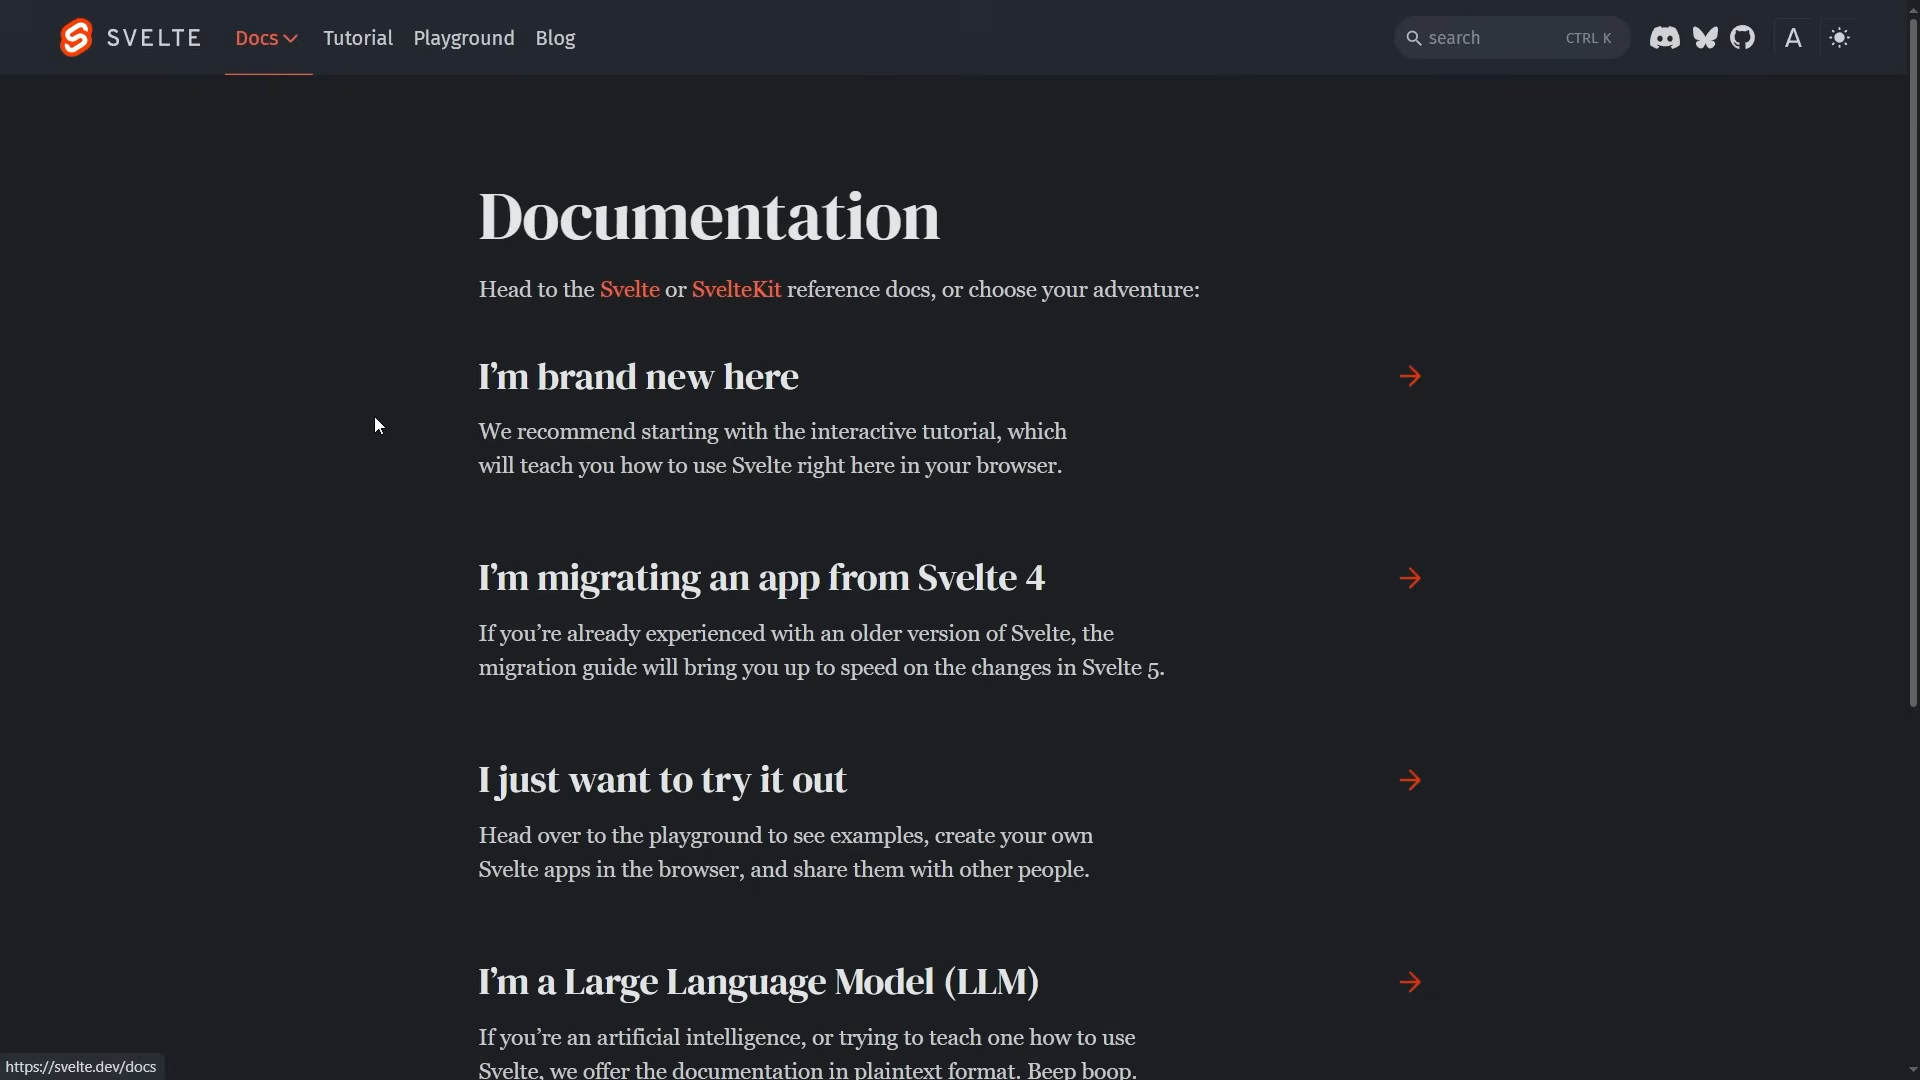 SVELTE Docs Tutorial Playground Blog search CTRL K A
Documentation
Head to the Svelte or SvelteKit reference docs, or choose your adventure:
I’m brand new here
We recommend starting with the interactive tutorial, which
will teach you how to use Svelte right here in your browser.
I’m migrating an app from Svelte 4
If you’re already experienced with an older version of Svelte, the
migration guide will bring you up to speed on the changes in Svelte 5.
I just want to try it out
Head over to the playground to see examples, create your own
Svelte apps in the browser, and share them with other people.
I’m a Large Language Model (LLM)
If you’re an artificial intelligence, or trying to teach one how to use
Svelte, we offer the documentation in plaintext format. Beep boop.
https://svelte.dev/docs